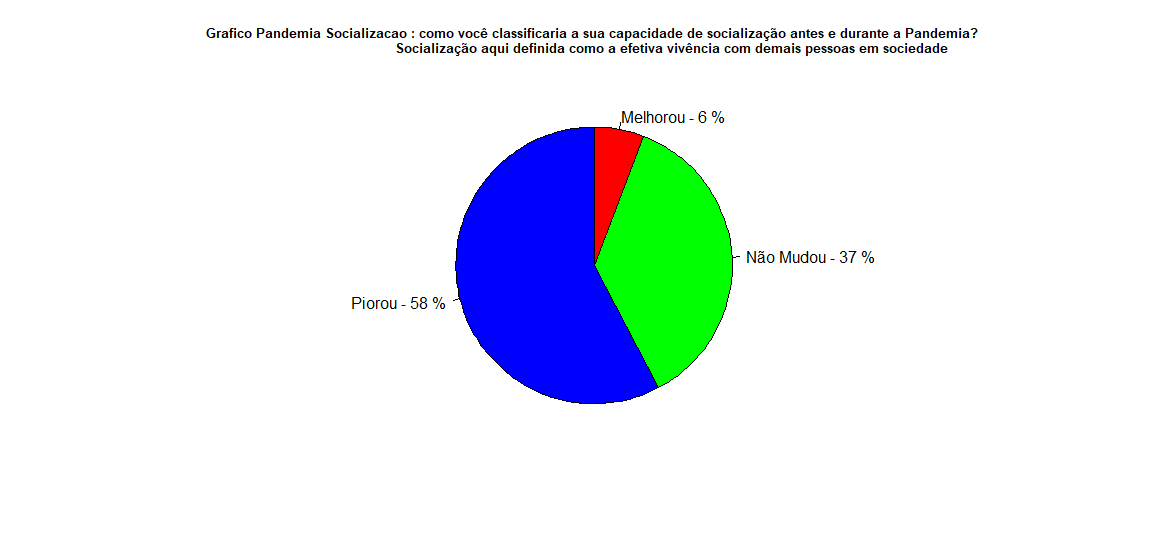 Grafico Pandemia Socializacao : como você classificaria a sua capacidade de socialização antes e durante a Pandemia?
Socialização aqui definida como a efetiva vivência com demais pessoas em sociedade
Melhorou - 6 %
Não Mudou - 37 %
Piorou - 58 %